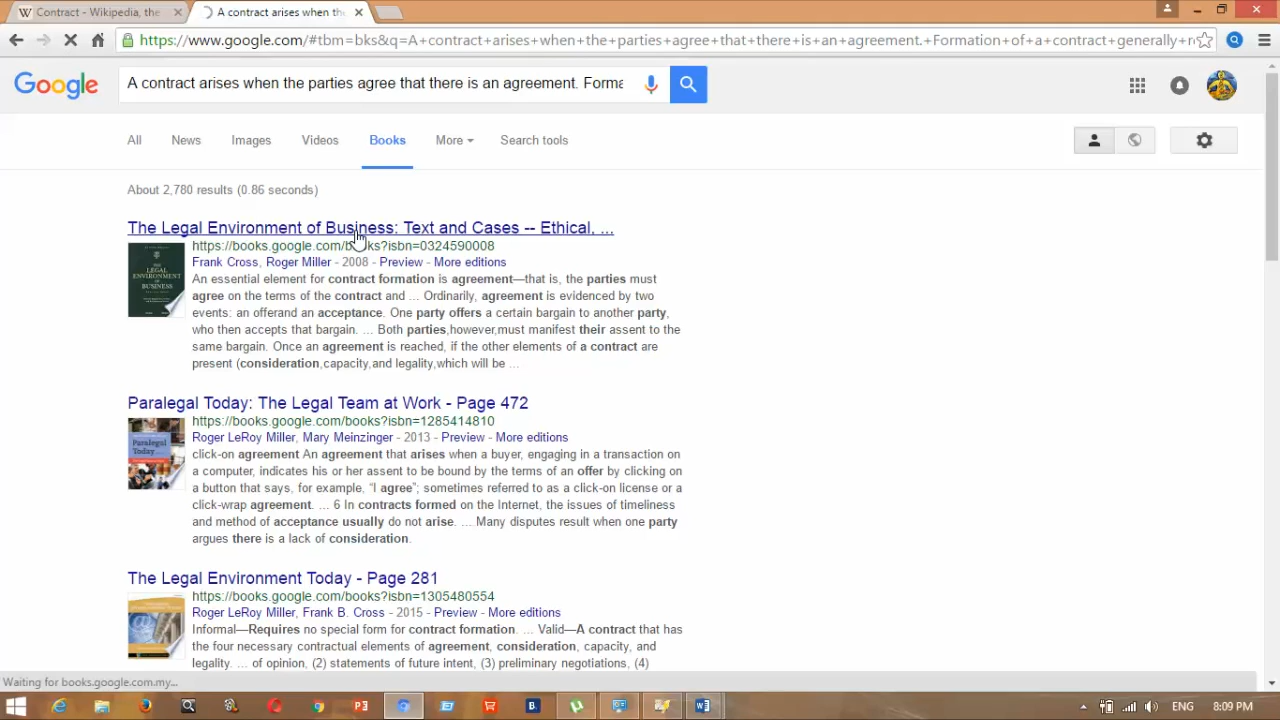 Contract - Wikipedia, the
A contract arises when the
https://www.google.com/#tbm=bks&q=A+contract+arises+when+the+parties+agree+that+there+is+an+agreement.+Formation+of+a+contract+generally+r
Google
A contract arises when the parties agree that there is an agreement. Forma
All
News
Images
Videos
Books
More
Search tools
About 2,780 results (0.86 seconds)
The Legal Environment of Business: Text and Cases -- Ethical, ...
https://books.google.com/books?isbn=0324590008
Frank Cross, Roger Miller - 2008 - Preview - More editions
An essential element for contract formation is agreement—that is, the parties must
agree on the terms of the contract and ... Ordinarily, agreement is evidenced by two
events: an offerand an acceptance. One party offers a certain bargain to another party,
who then accepts that bargain. ... Both parties,however,must manifest their assent to the
same bargain. Once an agreement is reached, if the other elements of a contract are
present (consideration,capacity,and legality,which will be ...
THE LEGAL ENVIRONMENT OF BUSINESS
Paralegal Today: The Legal Team at Work - Page 472
https://books.google.com/books?isbn=1285414810
Roger LeRoy Miller, Mary Meinzinger - 2013 - Preview - More editions
click-on agreement An agreement that arises when a buyer, engaging in a transaction on
a computer, indicates his or her assent to be bound by the terms of an offer by clicking on
a button that says, for example, “I agree”; sometimes referred to as a click-on license or a
click-wrap agreement. ... 6 In contracts formed on the Internet, the issues of timeliness
and method of acceptance usually do not arise. ... Many disputes result when one party
argues there is a lack of consideration.
Paralegal Today
The Legal Environment Today - Page 281
https://books.google.com/books?isbn=1305480554
Roger LeRoy Miller, Frank B. Cross - 2015 - Preview - More editions
Informal—Requires no special form for contract formation. ... Valid—A contract that has
the four necessary contractual elements of agreement, consideration, capacity, and
legality. ... of opinion, (2) statements of future intent, (3) preliminary negotiations, (4)
Waiting for books.google.com.my...
ENG
8:09 PM